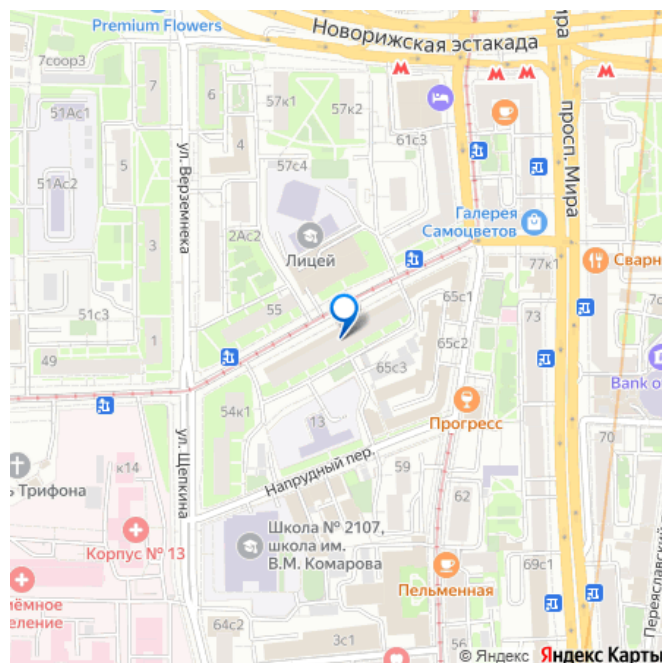 Premium Flowers
Новорижская эстакада
7соор3
7
6
57к1
57к2
51Ас1
61с3
просп. Мира
4
5
57с4
ул. Верземнека
51Ас2
Галерея
Самоцветов
2Ас2
Лицей
3
77к1
51с3
55
65с1
73
1
49
65с2
65с3
Bank o
54к1
13
Прогресс
70
Напрудный пер.
59
к14
ул. Щепкина
62
Трифона
Корпус № 13
Школа № 2107,
школа им.
В.М. Комарова
69с1
Пельменная
Переяславский
64с2
3с1
56
© Яндекс Яндекс Карты